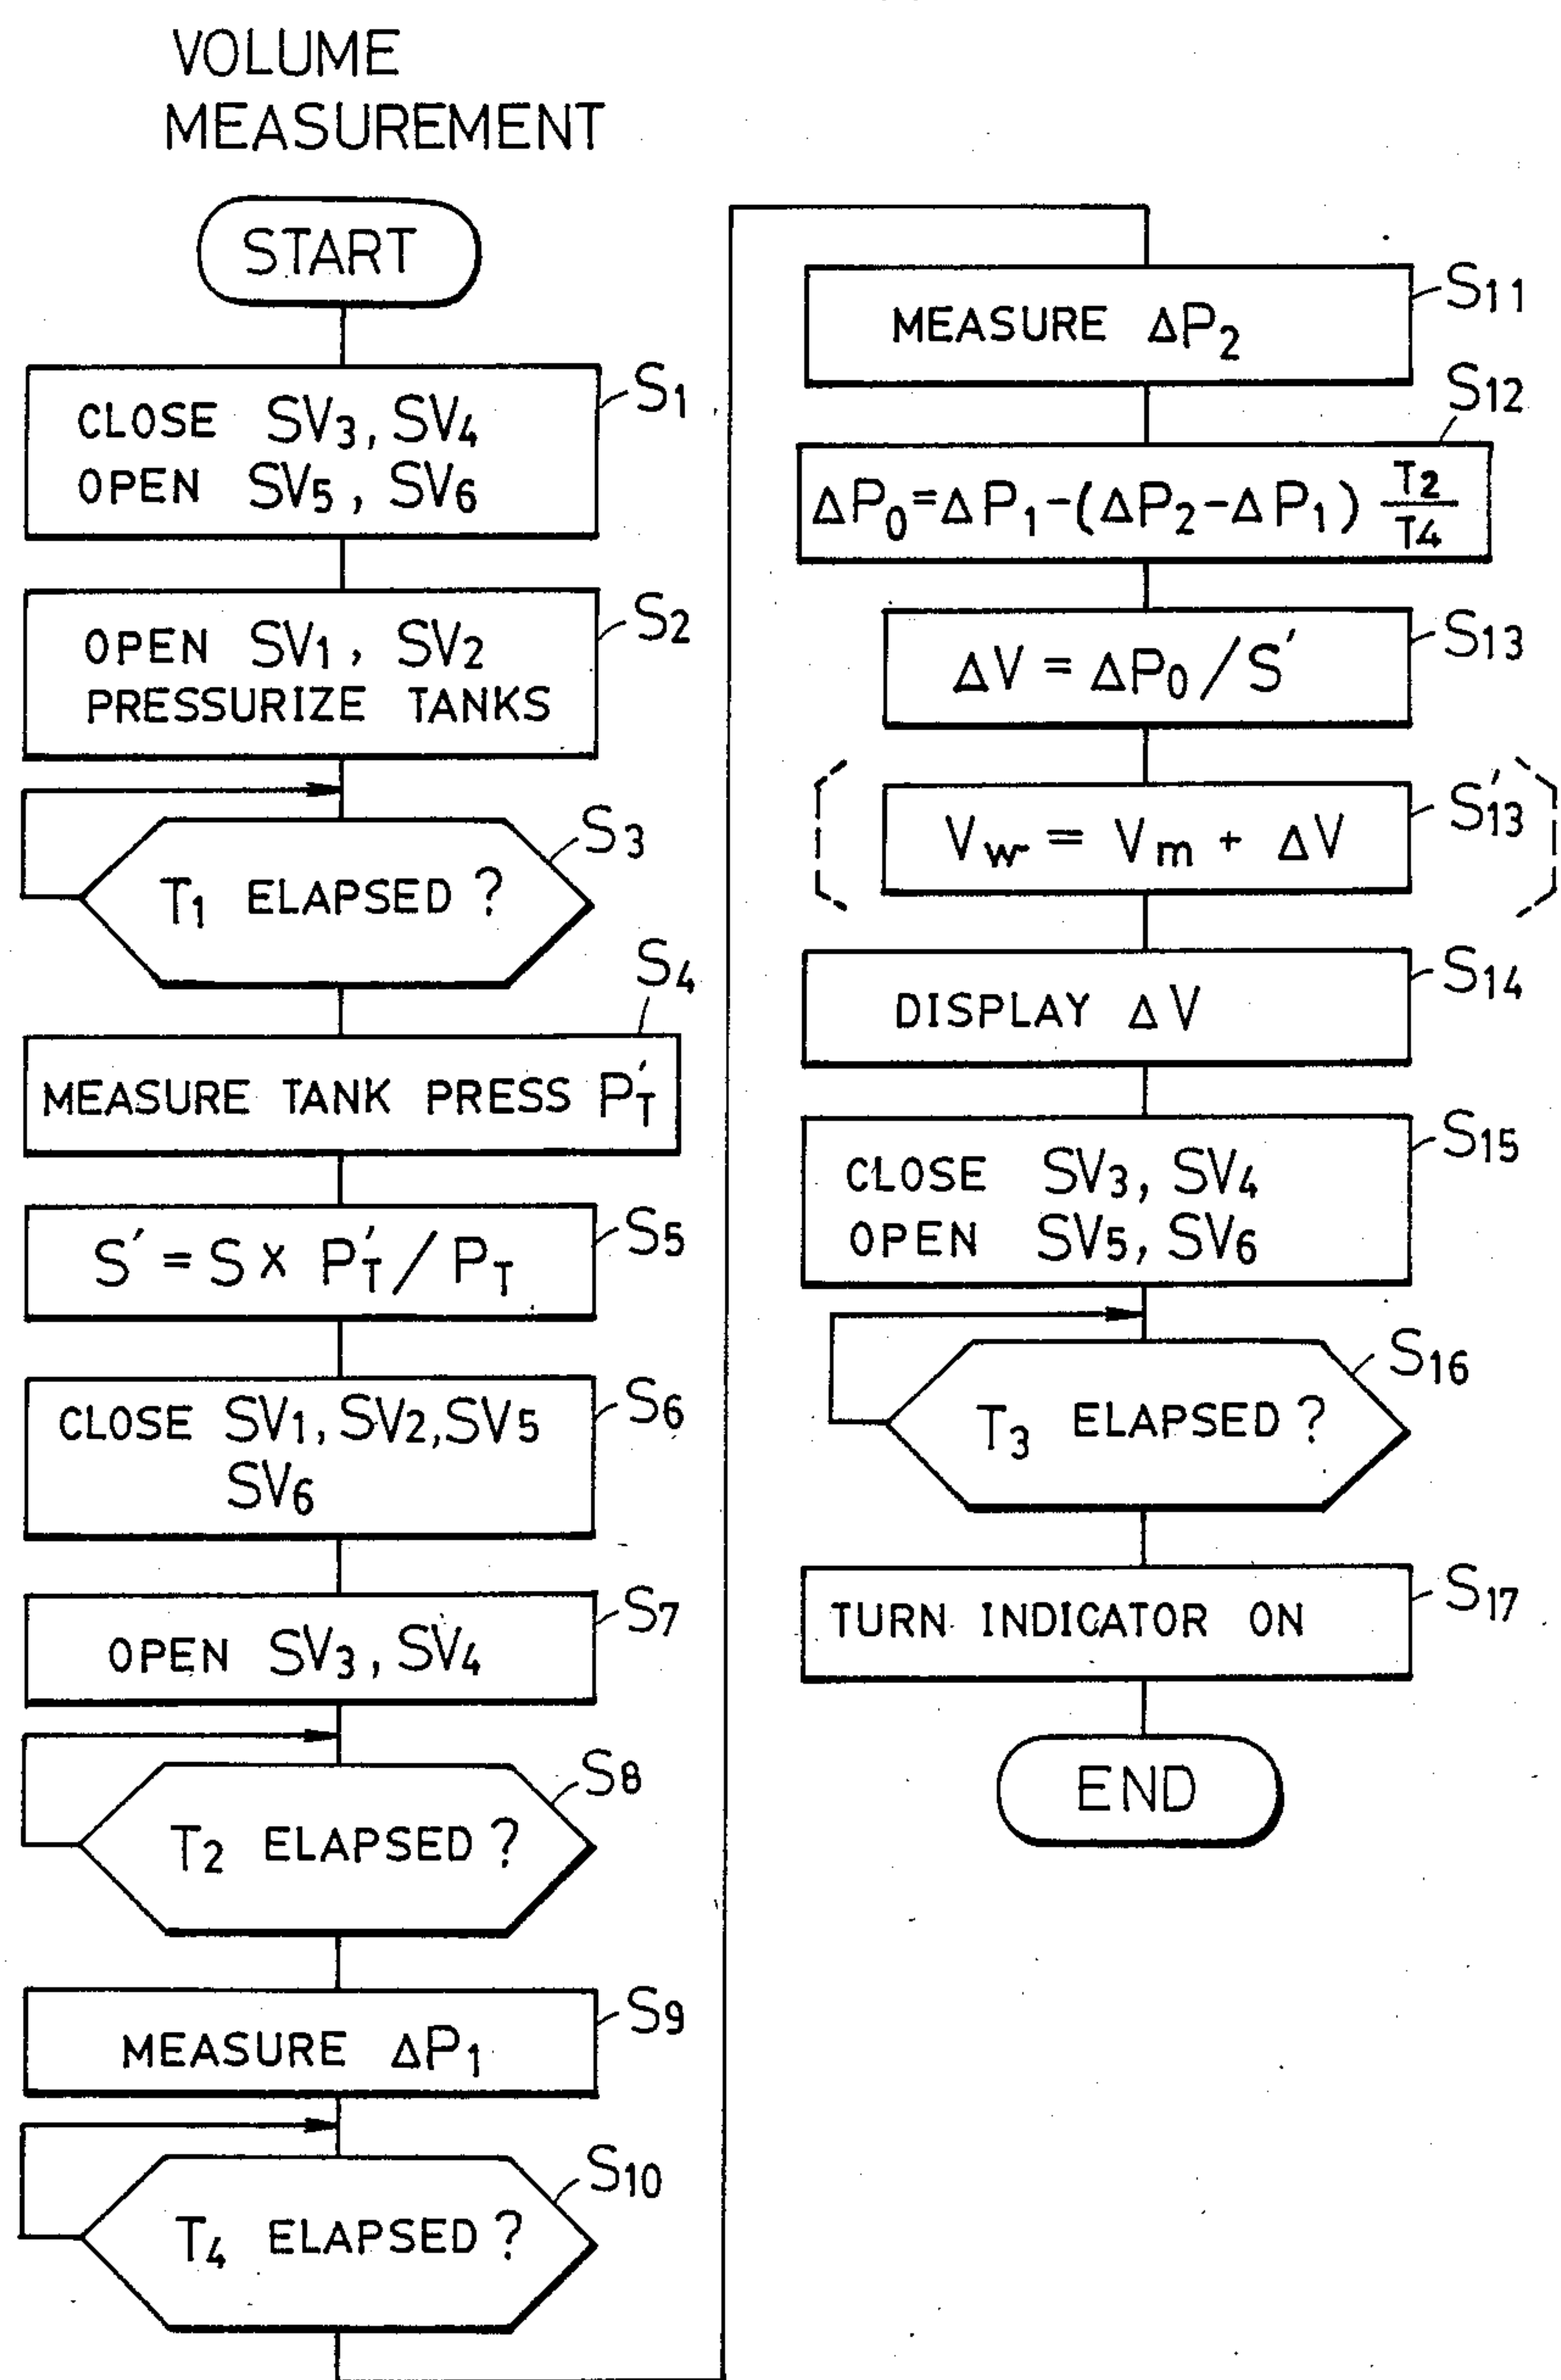 VOLUME
MEASUREMENT
START
S1
CLOSE SV3, SV4
OPEN SV5, SV6
S2
OPEN SV1, SV2
PRESSURIZE TANKS
S3
T1 ELAPSED ?
S4
MEASURE TANK PRESS P'T
S5
S' = S × P'T / PT
S6
CLOSE SV1, SV2, SV5
SV6
S7
OPEN SV3, SV4
S8
T2 ELAPSED ?
S9
MEASURE ΔP1
S10
T4 ELAPSED ?
S11
MEASURE ΔP2
S12
ΔP0=ΔP1-(ΔP2-ΔP1) T2/T4
S13
ΔV = ΔP0 / S'
S'13
Vw = Vm + ΔV
S14
DISPLAY ΔV
S15
CLOSE SV3, SV4
OPEN SV5, SV6
S16
T3 ELAPSED ?
S17
TURN INDICATOR ON
END